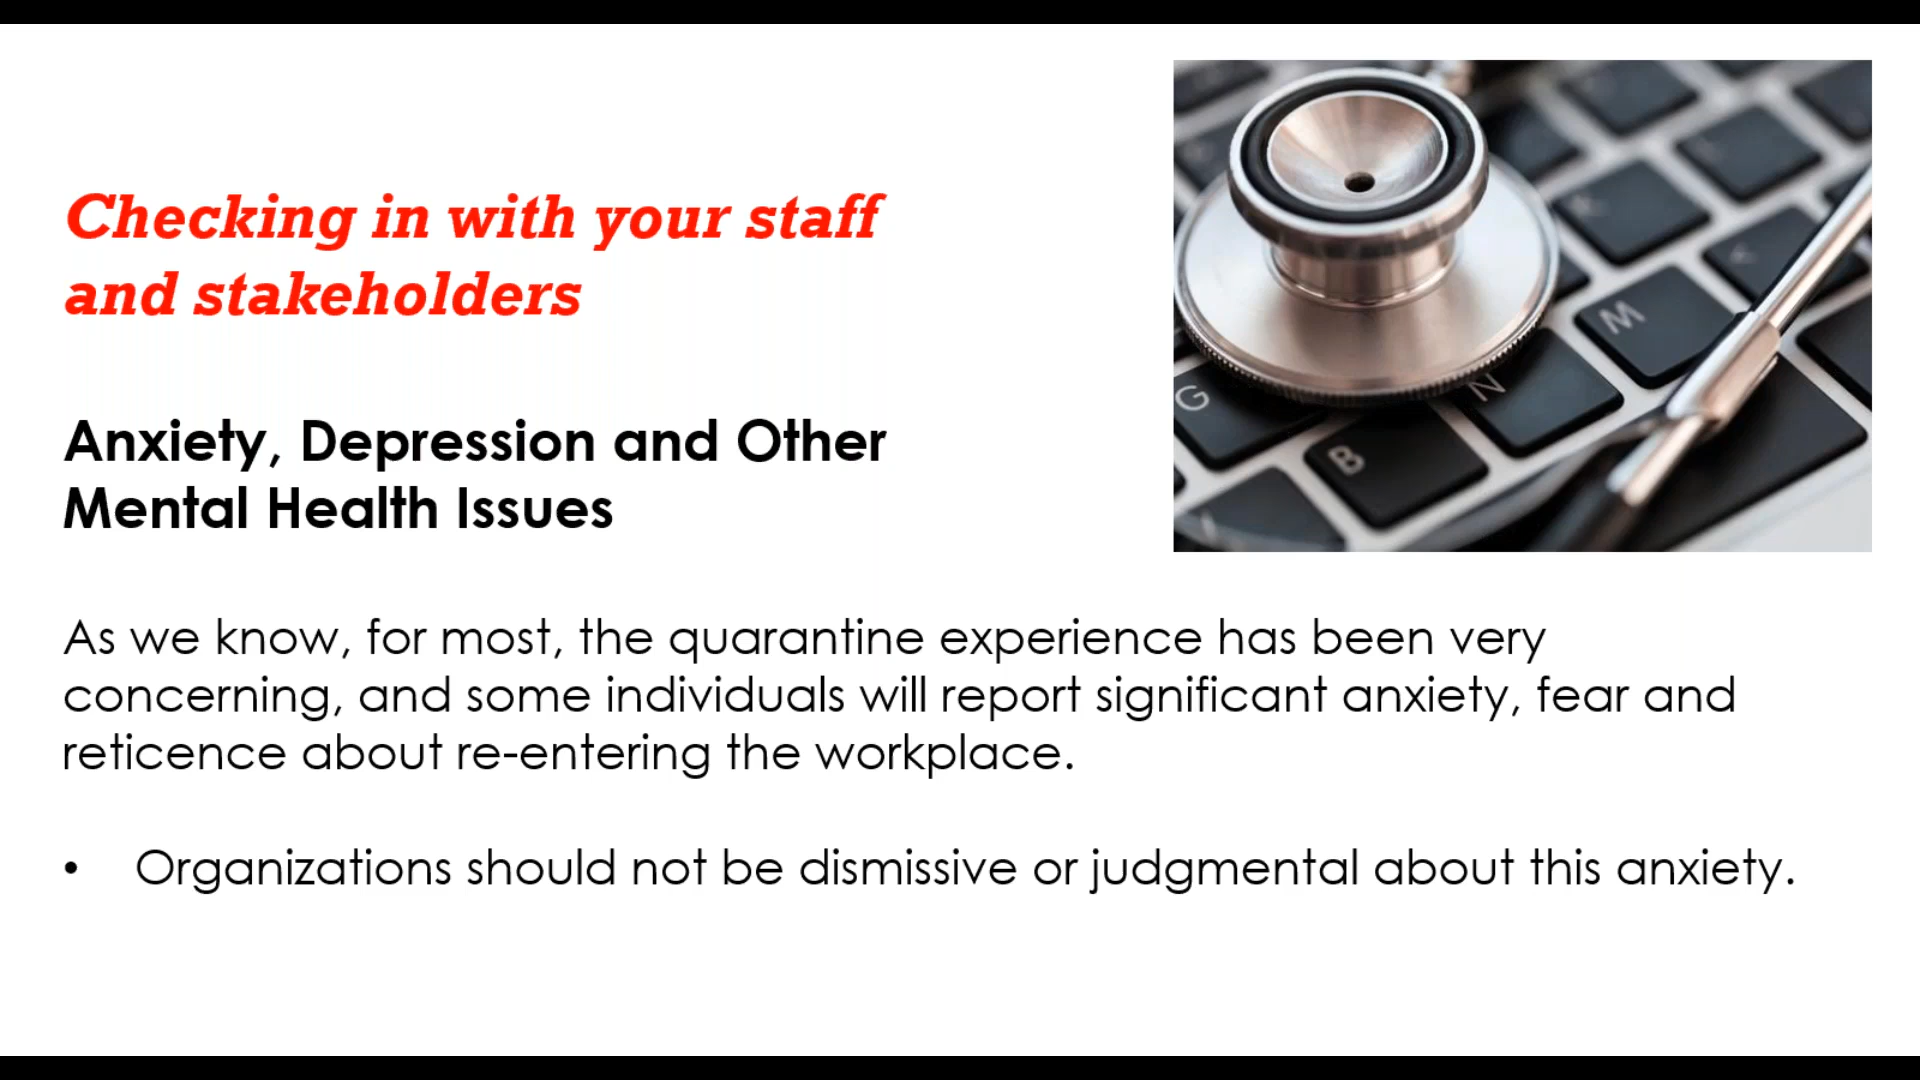 Checking in with your staff
and stakeholders
Anxiety, Depression and Other
Mental Health Issues
As we know, for most, the quarantine experience has been very
concerning, and some individuals will report significant anxiety, fear and
reticence about re-entering the workplace.
• Organizations should not be dismissive or judgmental about this anxiety.
M
G
N
B